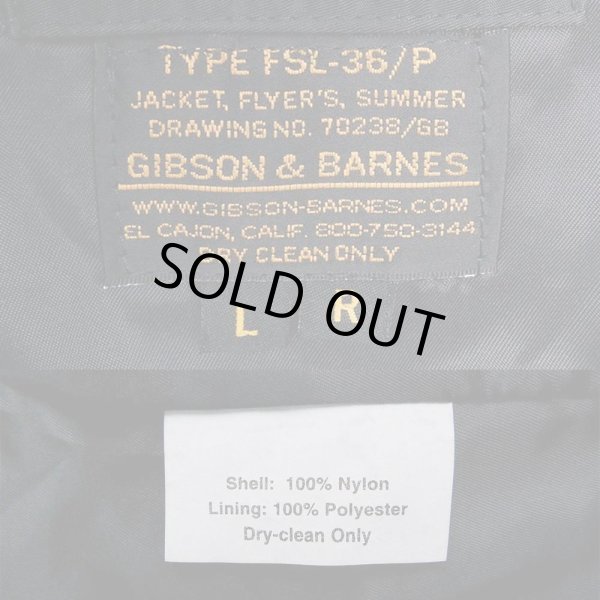 TYPE FSL-36/P
JACKET, FLYER'S, SUMMER
DRAWING NO. 70238/GB
GIBSON & BARNES
WWW.GIBSON-BARNES.COM
EL CAJON, CALIF. 800-750-3144
DRY CLEAN ONLY
SOLD OUT
L R
Shell: 100% Nylon
Lining: 100% Polyester
Dry-clean Only